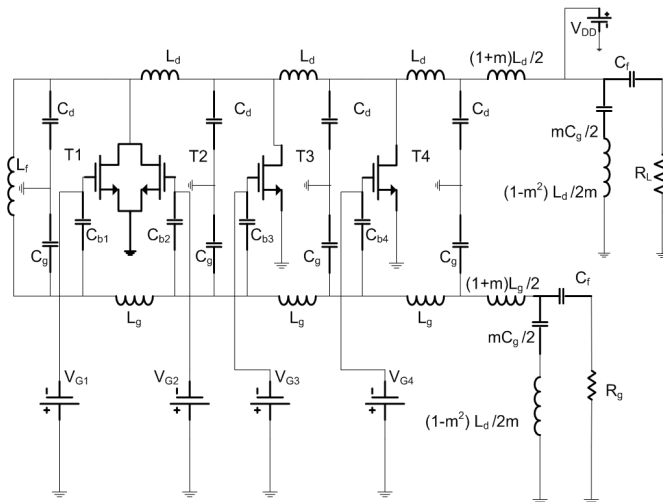 V_DD
L_d L_d L_d (1+m)L_d/2
C_f
C_d C_d C_d C_d
mC_g/2
T1 T2 T3 T4
L_f
R_L
(1-m²) L_d/2m
C_b1 C_b2 C_b3 C_b4
C_g C_g C_g C_g
(1+m)L_g/2
C_f
L_g L_g L_g
mC_g/2
V_G1 V_G2 V_G3 V_G4
R_g
(1-m²) L_d/2m